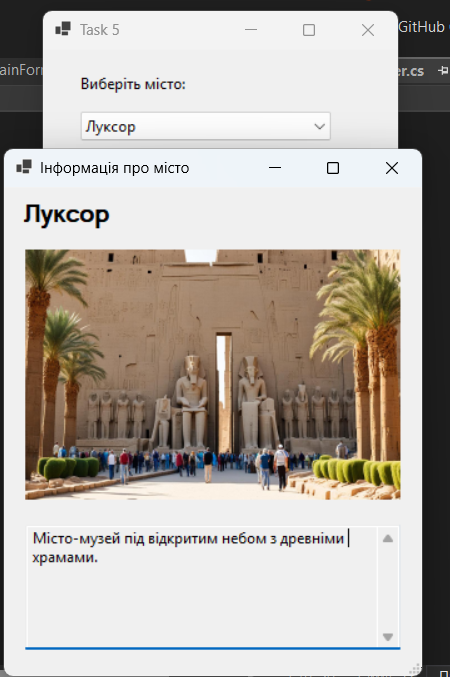 Task 5
GitHub
ainForm
er.cs
Виберіть місто:
Луксор
Інформація про місто
Луксор
Місто-музей під відкритим небом з древніми
храмами.